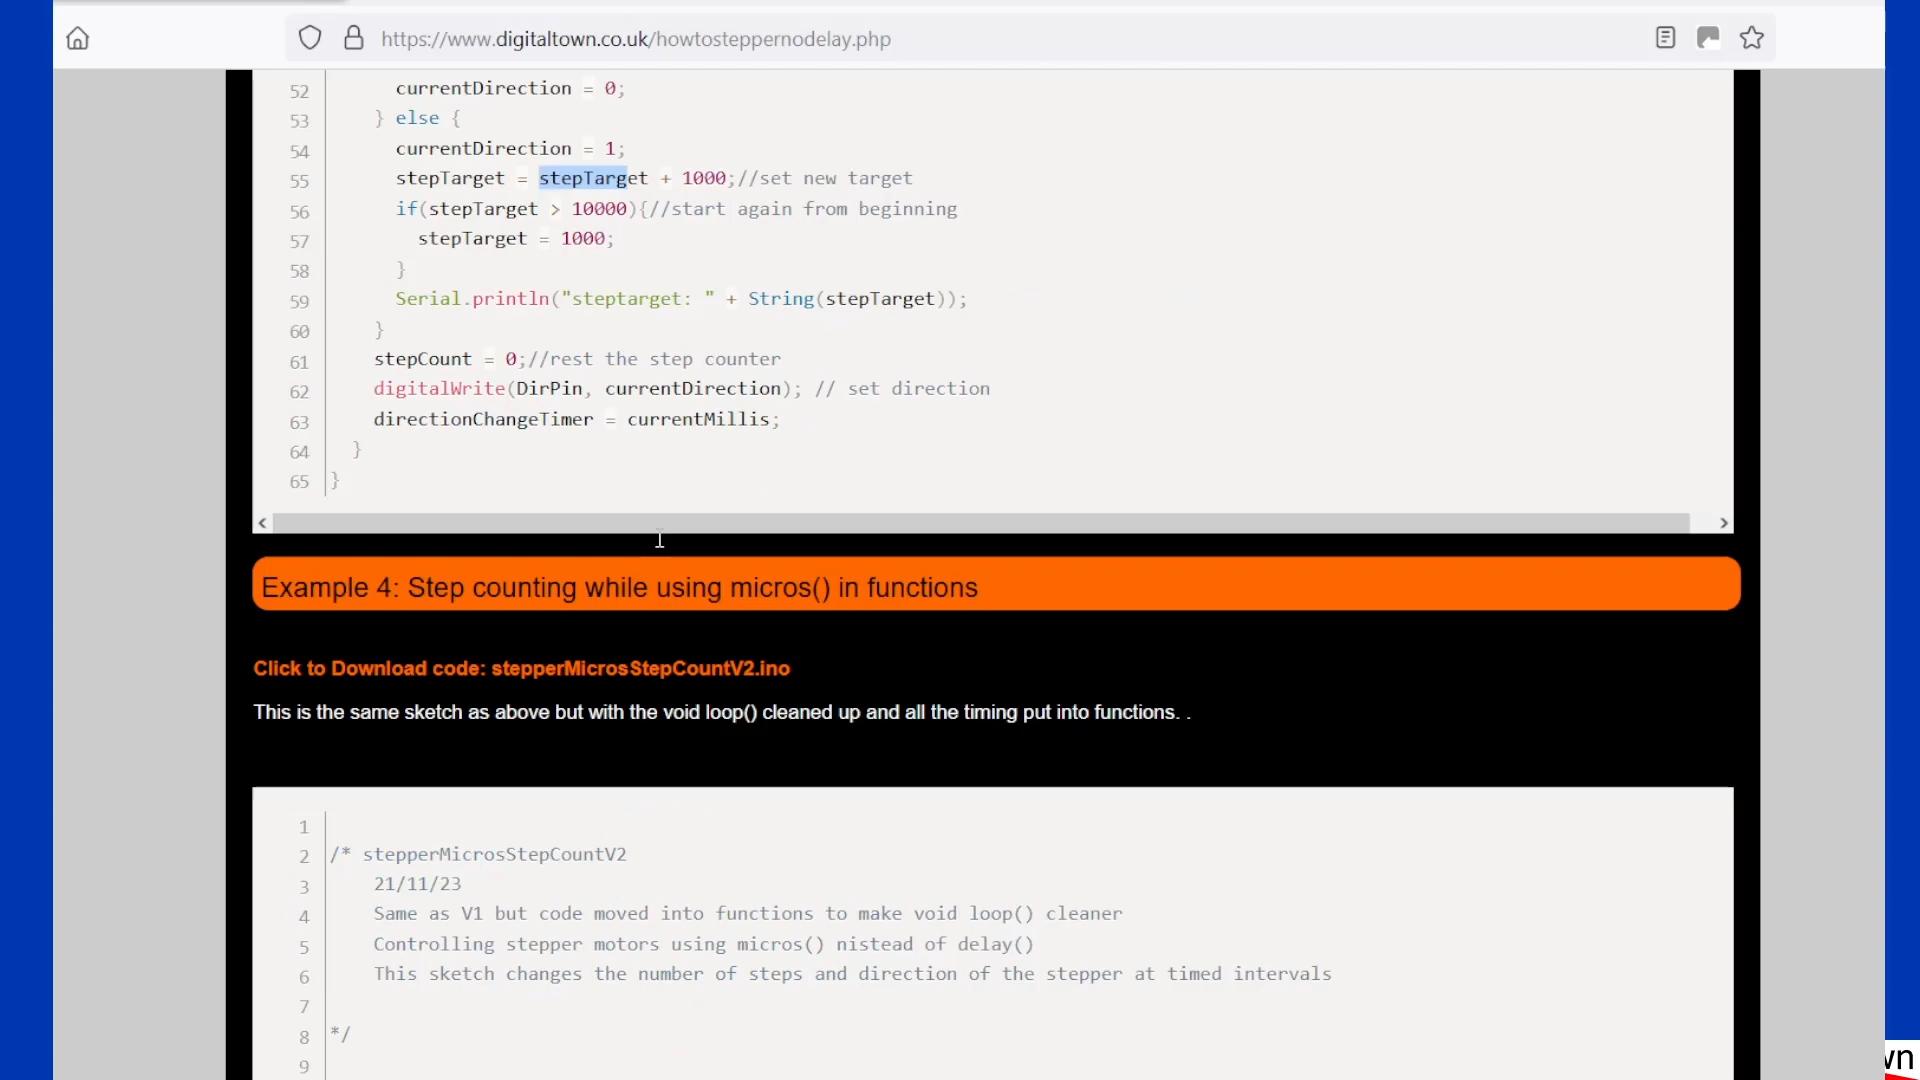 https://www.digitaltown.co.uk/howtosteppernodelay.php
52 currentDirection = 0;
53 } else {
54 currentDirection = 1;
55 stepTarget = stepTarget + 1000;//set new target
56 if(stepTarget > 10000){//start again from beginning
57 stepTarget = 1000;
58 }
59 Serial.println("steptarget: " + String(stepTarget));
60 }
61 stepCount = 0;//rest the step counter
62 digitalWrite(DirPin, currentDirection); // set direction
63 directionChangeTimer = currentMillis;
64 }
65 }
Example 4: Step counting while using micros() in functions
Click to Download code: stepperMicrosStepCountV2.ino
This is the same sketch as above but with the void loop() cleaned up and all the timing put into functions. .
1
2 /* stepperMicrosStepCountV2
3 21/11/23
4 Same as V1 but code moved into functions to make void loop() cleaner
5 Controlling stepper motors using micros() nistead of delay()
6 This sketch changes the number of steps and direction of the stepper at timed intervals
7
8 */
9